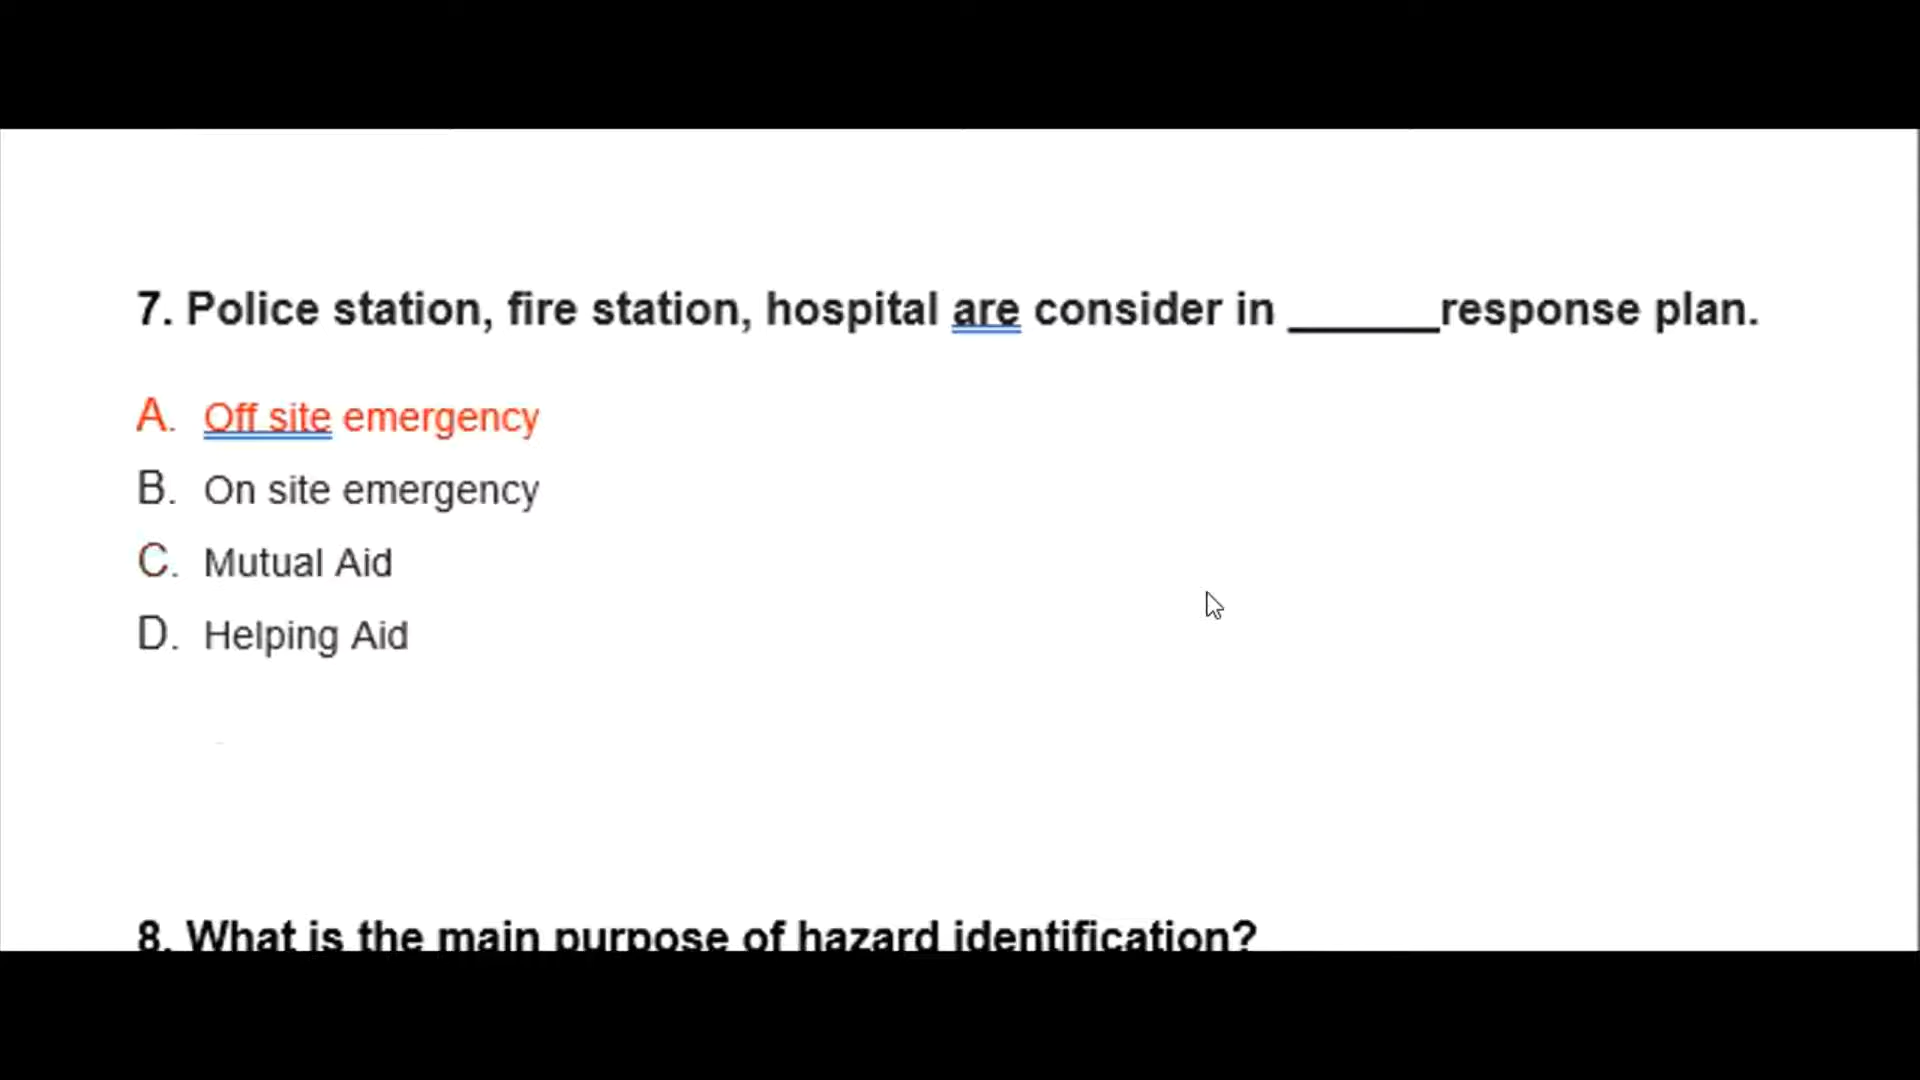 7. Police station, fire station, hospital are consider in ______response plan.
A. Off site emergency
B. On site emergency
C. Mutual Aid
D. Helping Aid
8. What is the main purpose of hazard identification?